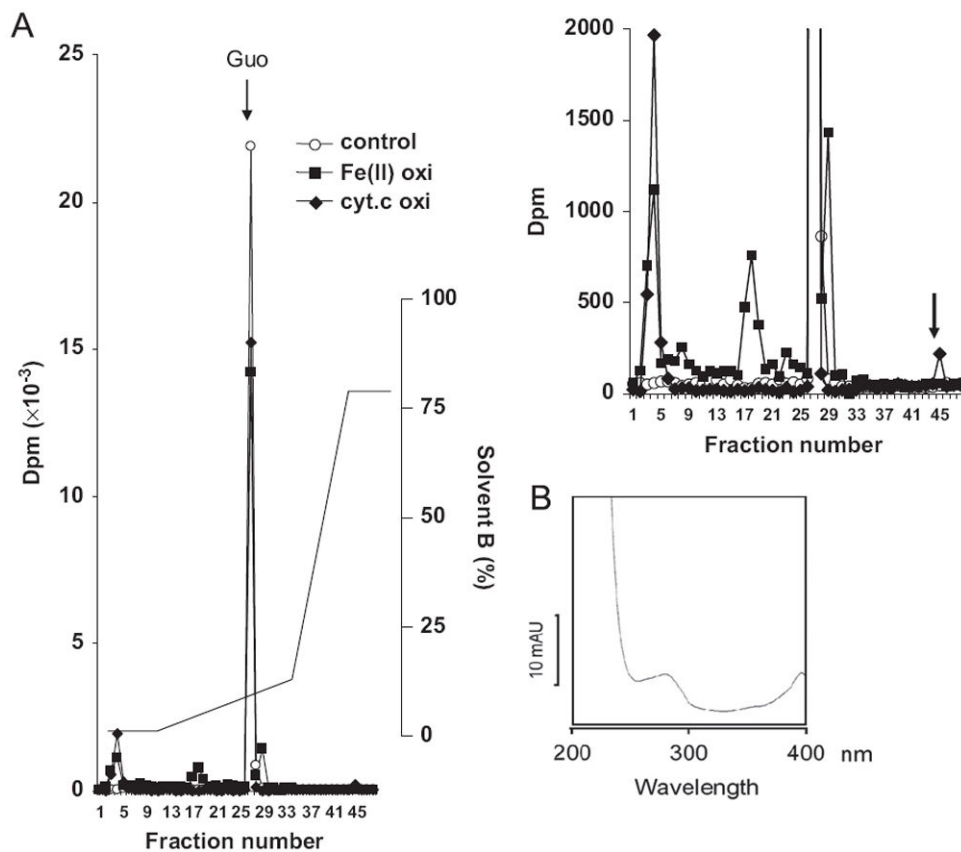 A
Guo
control
Fe(II) oxi
cyt.c oxi
Dpm (×10-3)
25
20
15
10
5
0
1 5 9 13 17 21 25 29 33 37 41 45
Fraction number
100
75
50
25
0
Solvent B (%)
Dpm
2000
1500
1000
500
0
1 5 9 13 17 21 25 29 33 37 41 45
Fraction number
B
10 mAU
200 300 400 nm
Wavelength